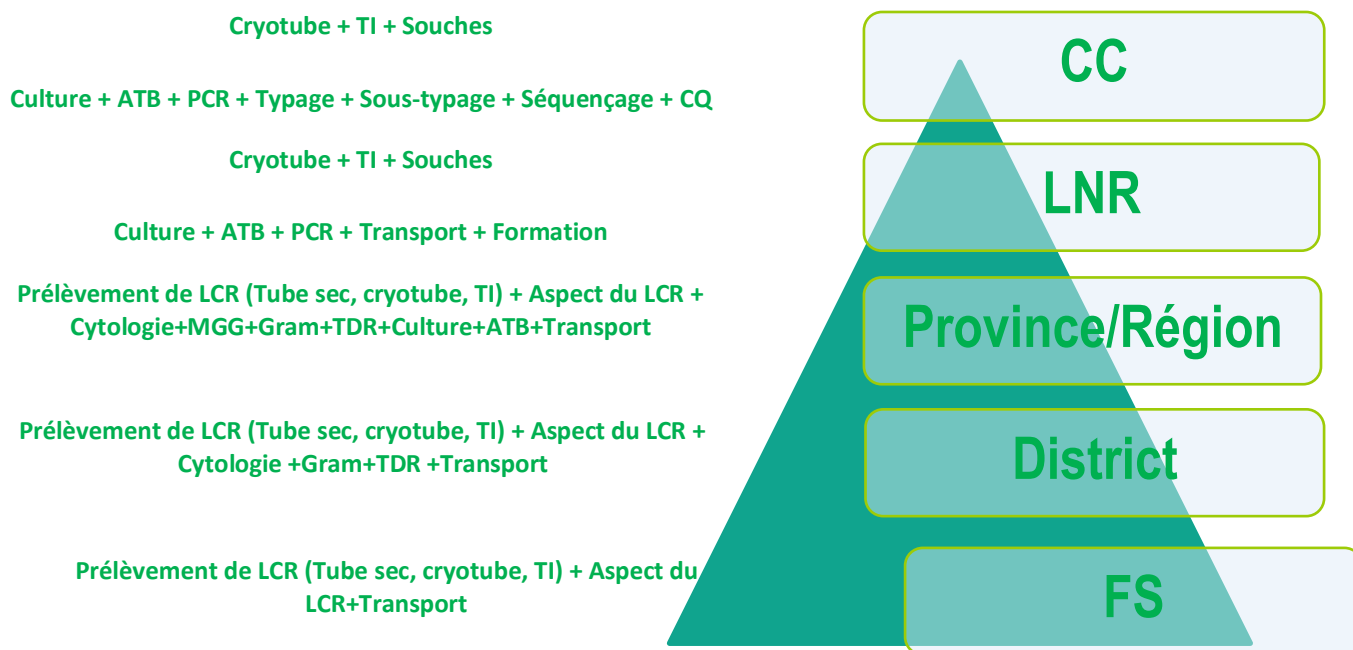 Cryotube + TI + Souches
CC
Culture + ATB + PCR + Typage + Sous-typage + Séquençage + CQ
Cryotube + TI + Souches
LNR
Culture + ATB + PCR + Transport + Formation
Prélèvement de LCR (Tube sec, cryotube, TI) + Aspect du LCR +
Cytologie+MGG+Gram+TDR+Culture+ATB+Transport
Province/Région
Prélèvement de LCR (Tube sec, cryotube, TI) + Aspect du LCR +
Cytologie +Gram+TDR +Transport
District
Prélèvement de LCR (Tube sec, cryotube, TI) + Aspect du
LCR+Transport
FS